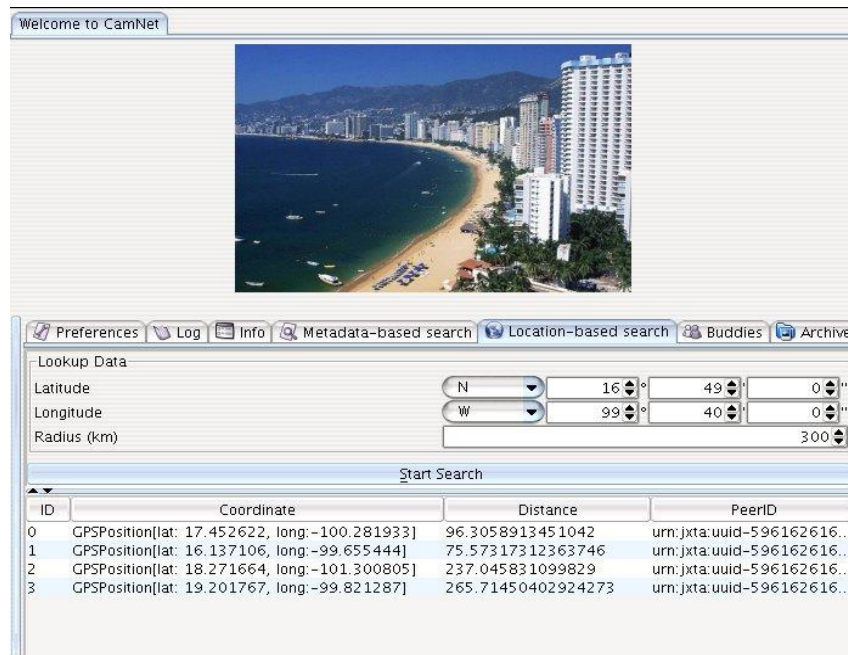 Welcome to CamNet
Preferences Log Info Metadata-based search Location-based search Buddies Archive
Lookup Data
Latitude N 16 ° 49 ' 0 "
Longitude W 99 ° 40 ' 0 "
Radius (km) 300
Start Search
ID Coordinate Distance PeerID
0 GPSPosition[lat: 17.452622, long:-100.281933] 96.3058913451042 urn:jxta:uuid-596162616...
1 GPSPosition[lat: 16.137106, long:-99.655444] 75.57317312363746 urn:jxta:uuid-596162616...
2 GPSPosition[lat: 18.271664, long:-101.300805] 237.045831099829 urn:jxta:uuid-596162616...
3 GPSPosition[lat: 19.201767, long:-99.821287] 265.71450402924273 urn:jxta:uuid-596162616...